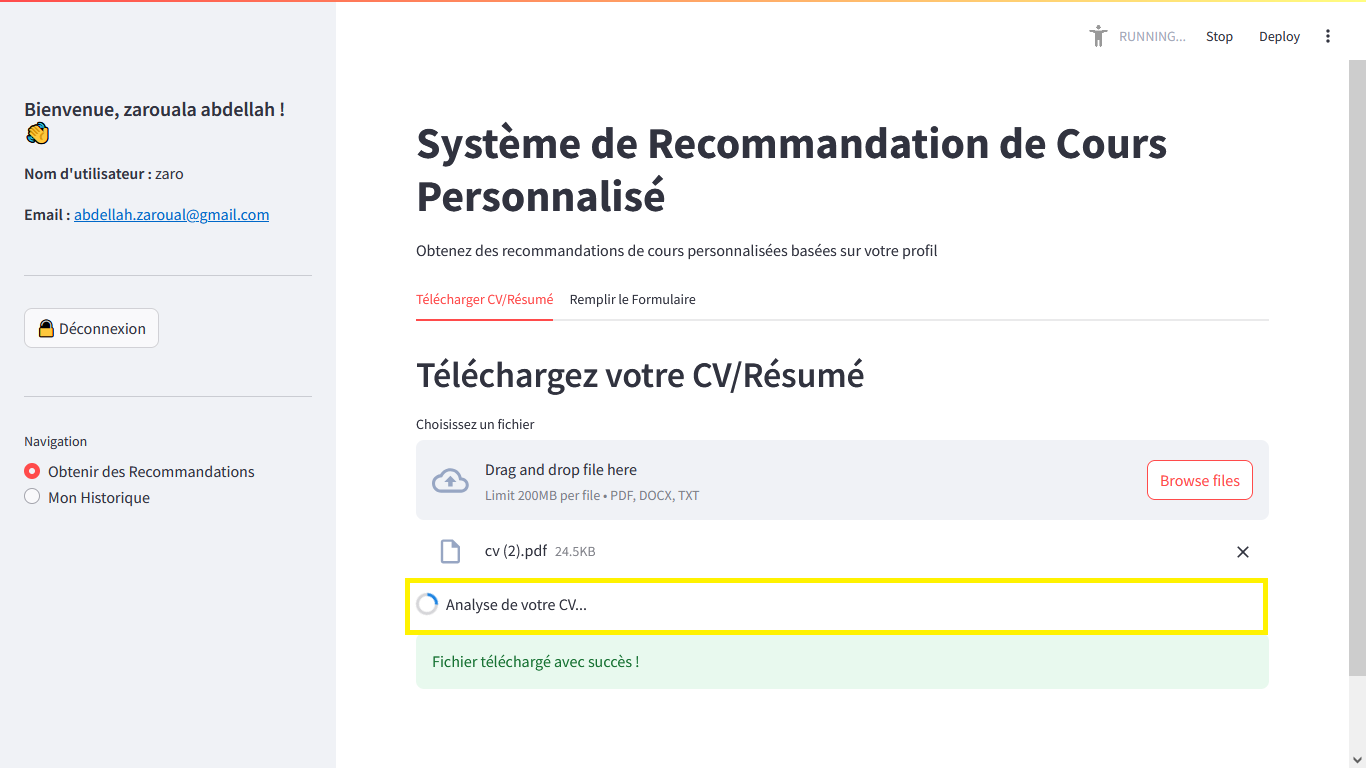 RUNNING...
Stop
Deploy
Bienvenue, zarouala abdellah !
Nom d'utilisateur : zaro
Email : abdellah.zaroual@gmail.com
Déconnexion
Navigation
Obtenir des Recommandations
Mon Historique
Système de Recommandation de Cours
Personnalisé
Obtenez des recommandations de cours personnalisées basées sur votre profil
Télécharger CV/Résumé
Remplir le Formulaire
Téléchargez votre CV/Résumé
Choisissez un fichier
Drag and drop file here
Limit 200MB per file • PDF, DOCX, TXT
Browse files
cv (2).pdf 24.5KB
Analyse de votre CV...
Fichier téléchargé avec succès !